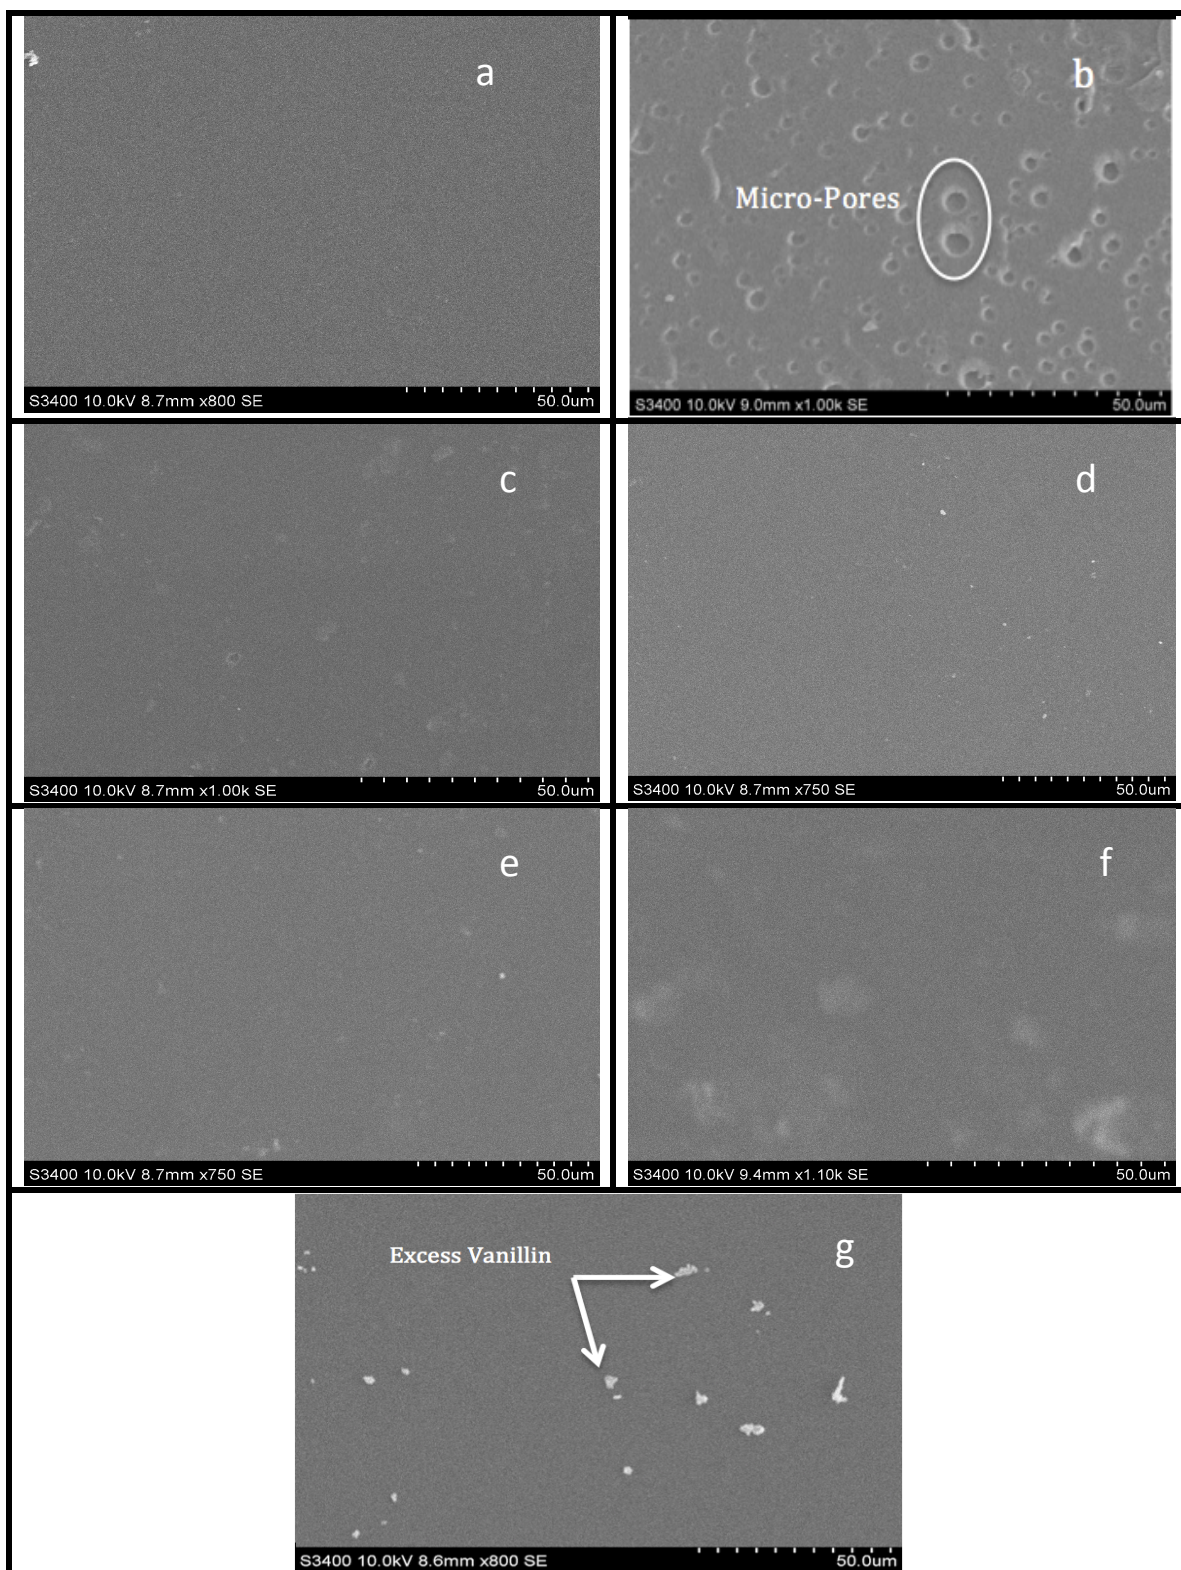 a
b
Micro-Pores
S3400 10.0kV 8.7mm x800 SE 50.0um
S3400 10.0kV 9.0mm x1.00k SE 50.0um
c
d
S3400 10.0kV 8.7mm x1.00k SE 50.0um
S3400 10.0kV 8.7mm x750 SE 50.0um
e
f
S3400 10.0kV 8.7mm x750 SE 50.0um
S3400 10.0kV 9.4mm x1.10k SE 50.0um
g
Excess Vanillin
S3400 10.0kV 8.6mm x800 SE 50.0um